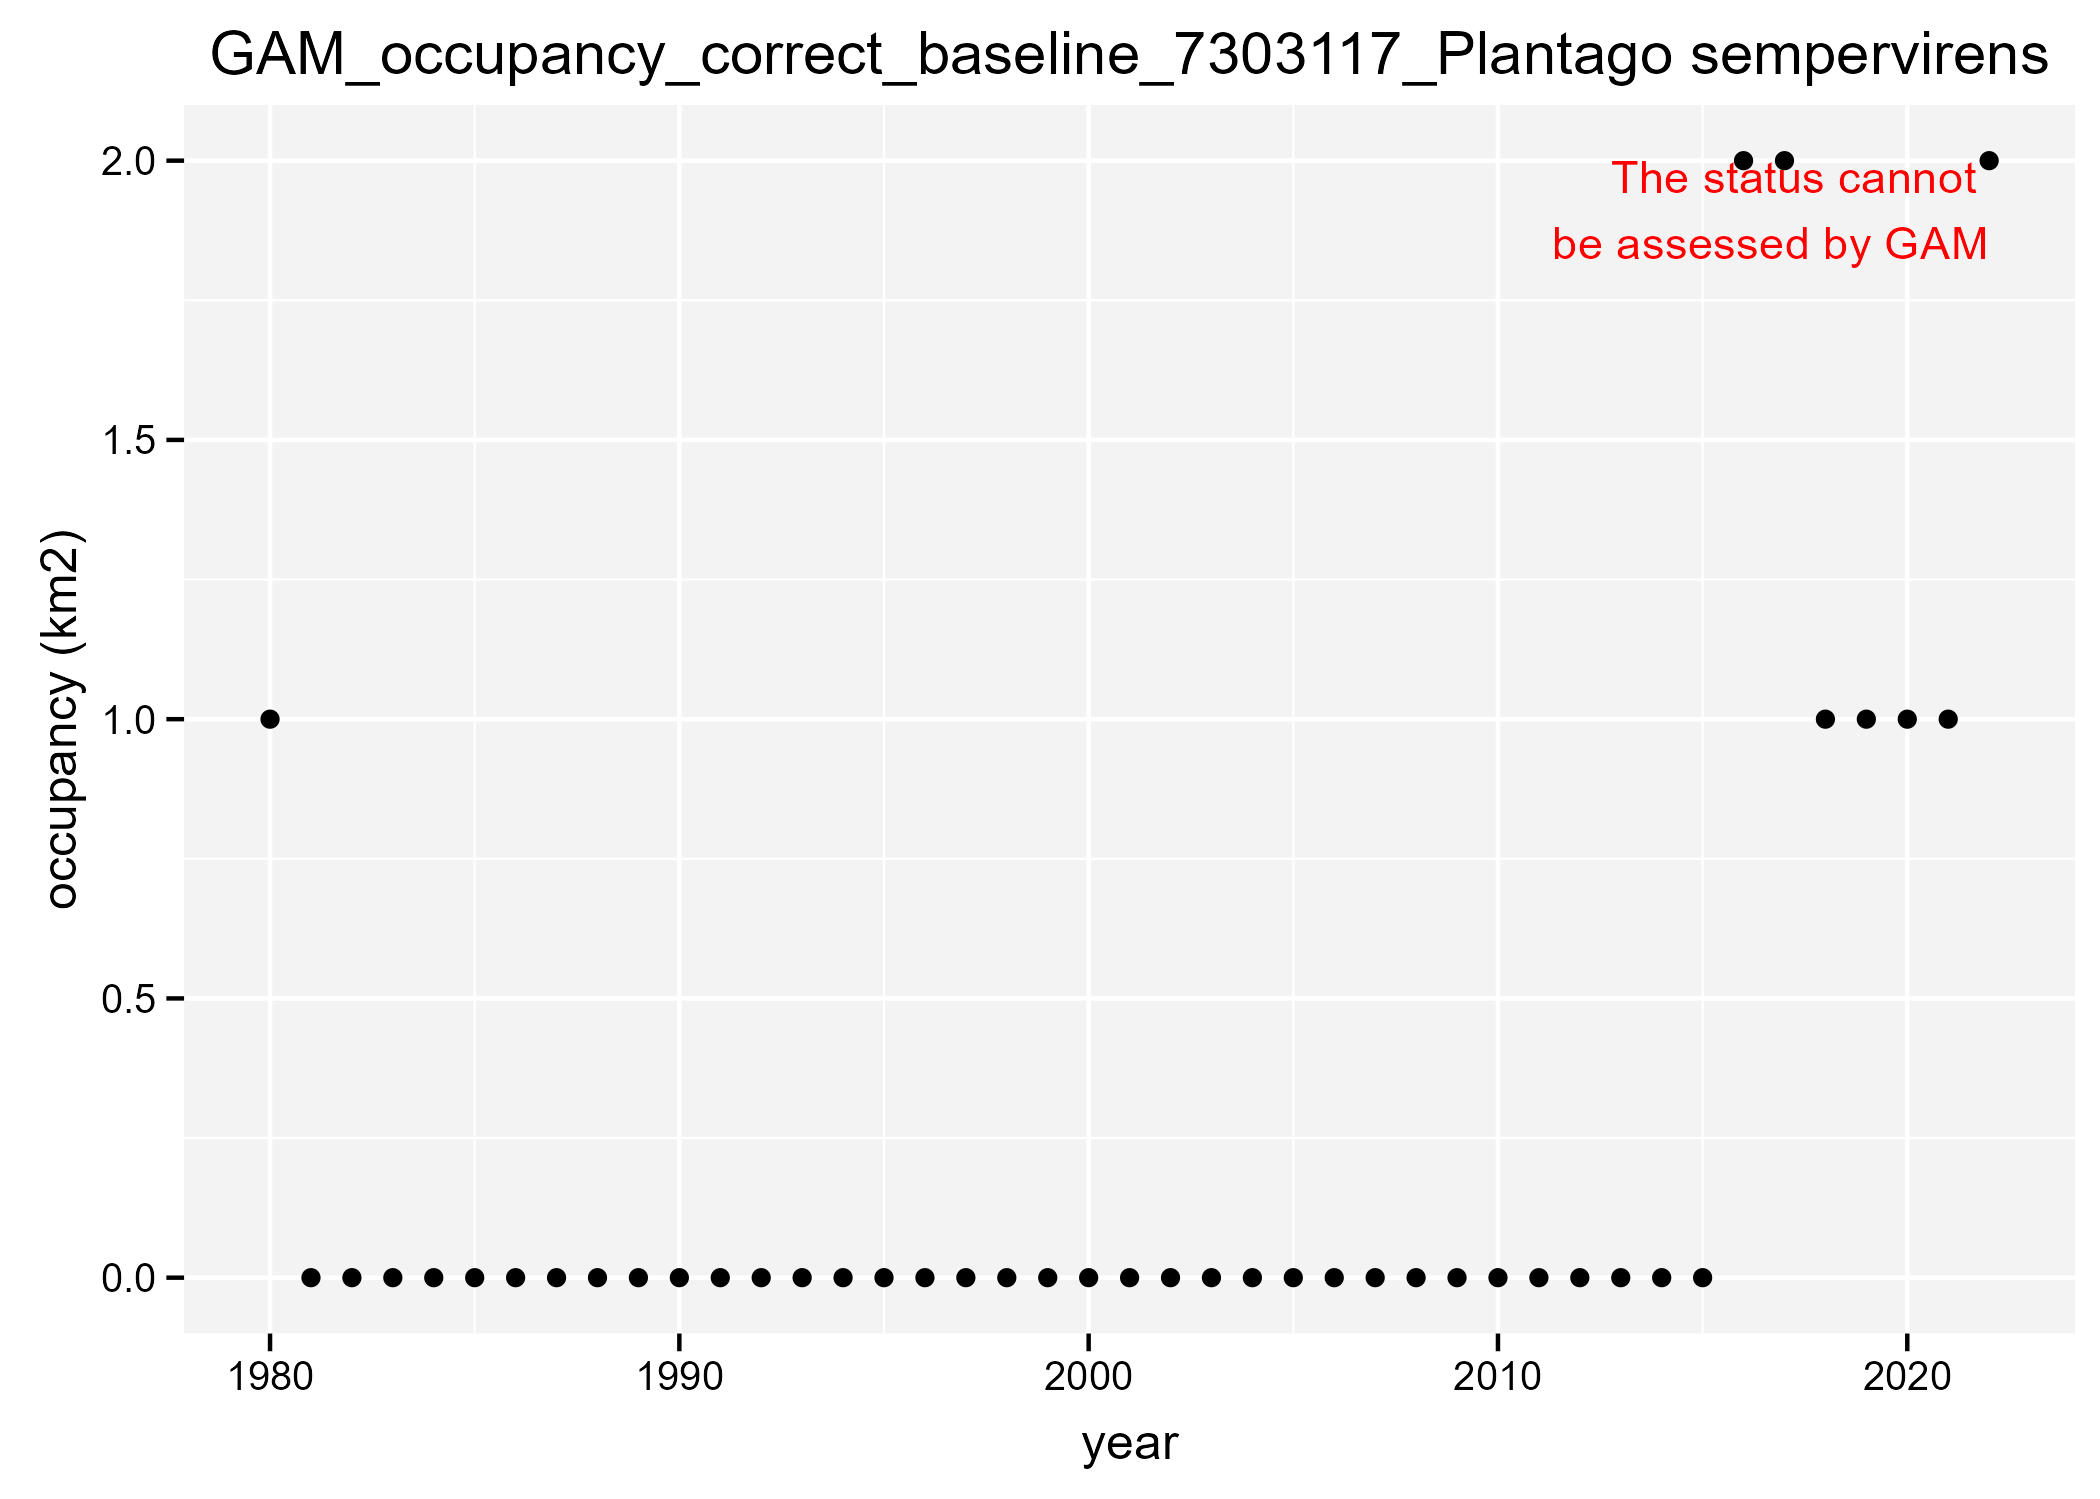 GAM_occupancy_correct_baseline_7303117_Plantago sempervirens
2.0
The status cannot
be assessed by GAM
1.5
occupancy (km2)
1.0
0.5
0.0
1980 1990 2000 2010 2020
year